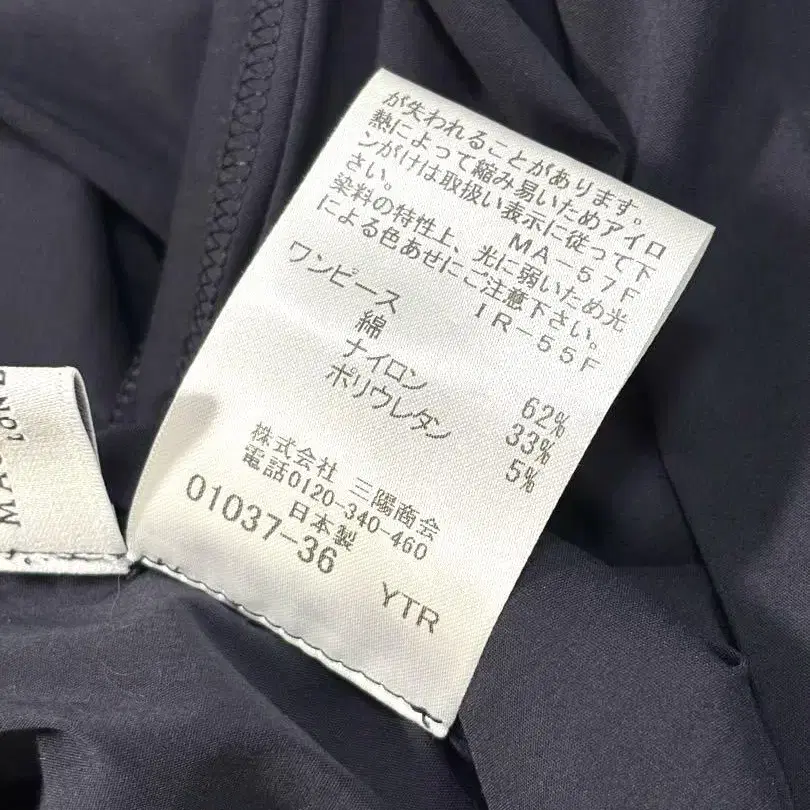 が失われることがあります。
熱によって縮み易いためアイロ
ンがけは取扱い表示に従って下
さい。 MA-57F
染料の特性上、光に弱いため光
による色あせにご注意下さい。
IR-55F
ワンピース
綿 62%
ナイロン 33%
ポリウレタン 5%
株式会社 三陽商会
電話0120-340-460
日本製
01037-36 YTR